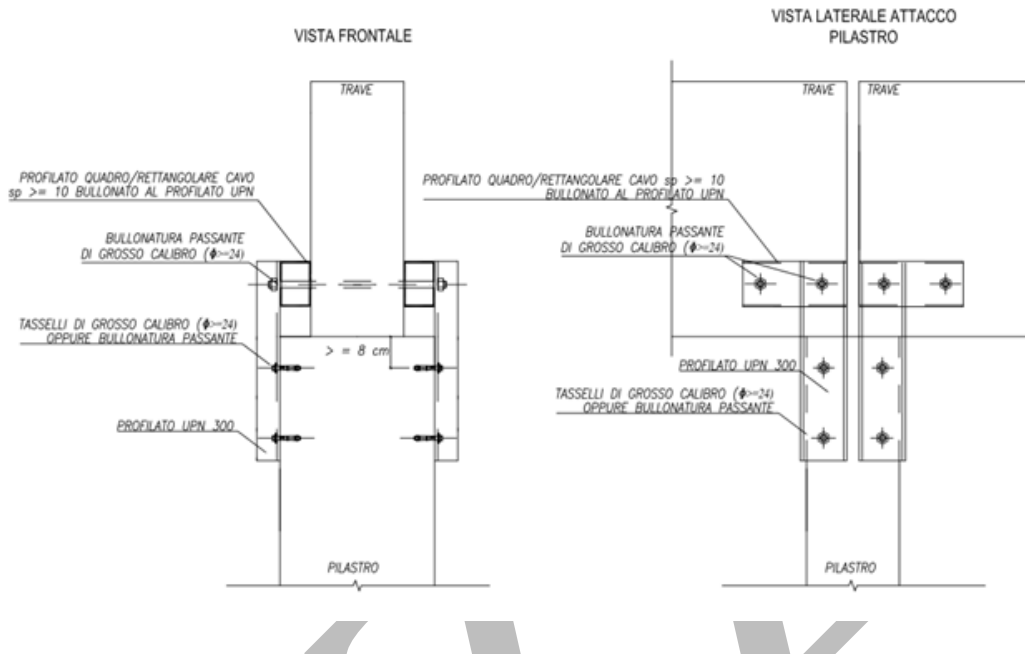 VISTA FRONTALE
TRAVE
PROFILATO QUADRO/RETTANGOLARE CAVO
sp >= 10 BULLONATO AL PROFILATO UPN
BULLONATURA PASSANTE
DI GROSSO CALIBRO (ϕ>=24)
TASSELLI DI GROSSO CALIBRO (ϕ>=24)
OPPURE BULLONATURA PASSANTE
> = 8 cm
PROFILATO UPN 300
PILASTRO
VISTA LATERALE ATTACCO
PILASTRO
TRAVE
TRAVE
PROFILATO QUADRO/RETTANGOLARE CAVO sp >= 10
BULLONATO AL PROFILATO UPN
BULLONATURA PASSANTE
DI GROSSO CALIBRO (ϕ>=24)
PROFILATO UPN 300
TASSELLI DI GROSSO CALIBRO (ϕ>=24)
OPPURE BULLONATURA PASSANTE
PILASTRO